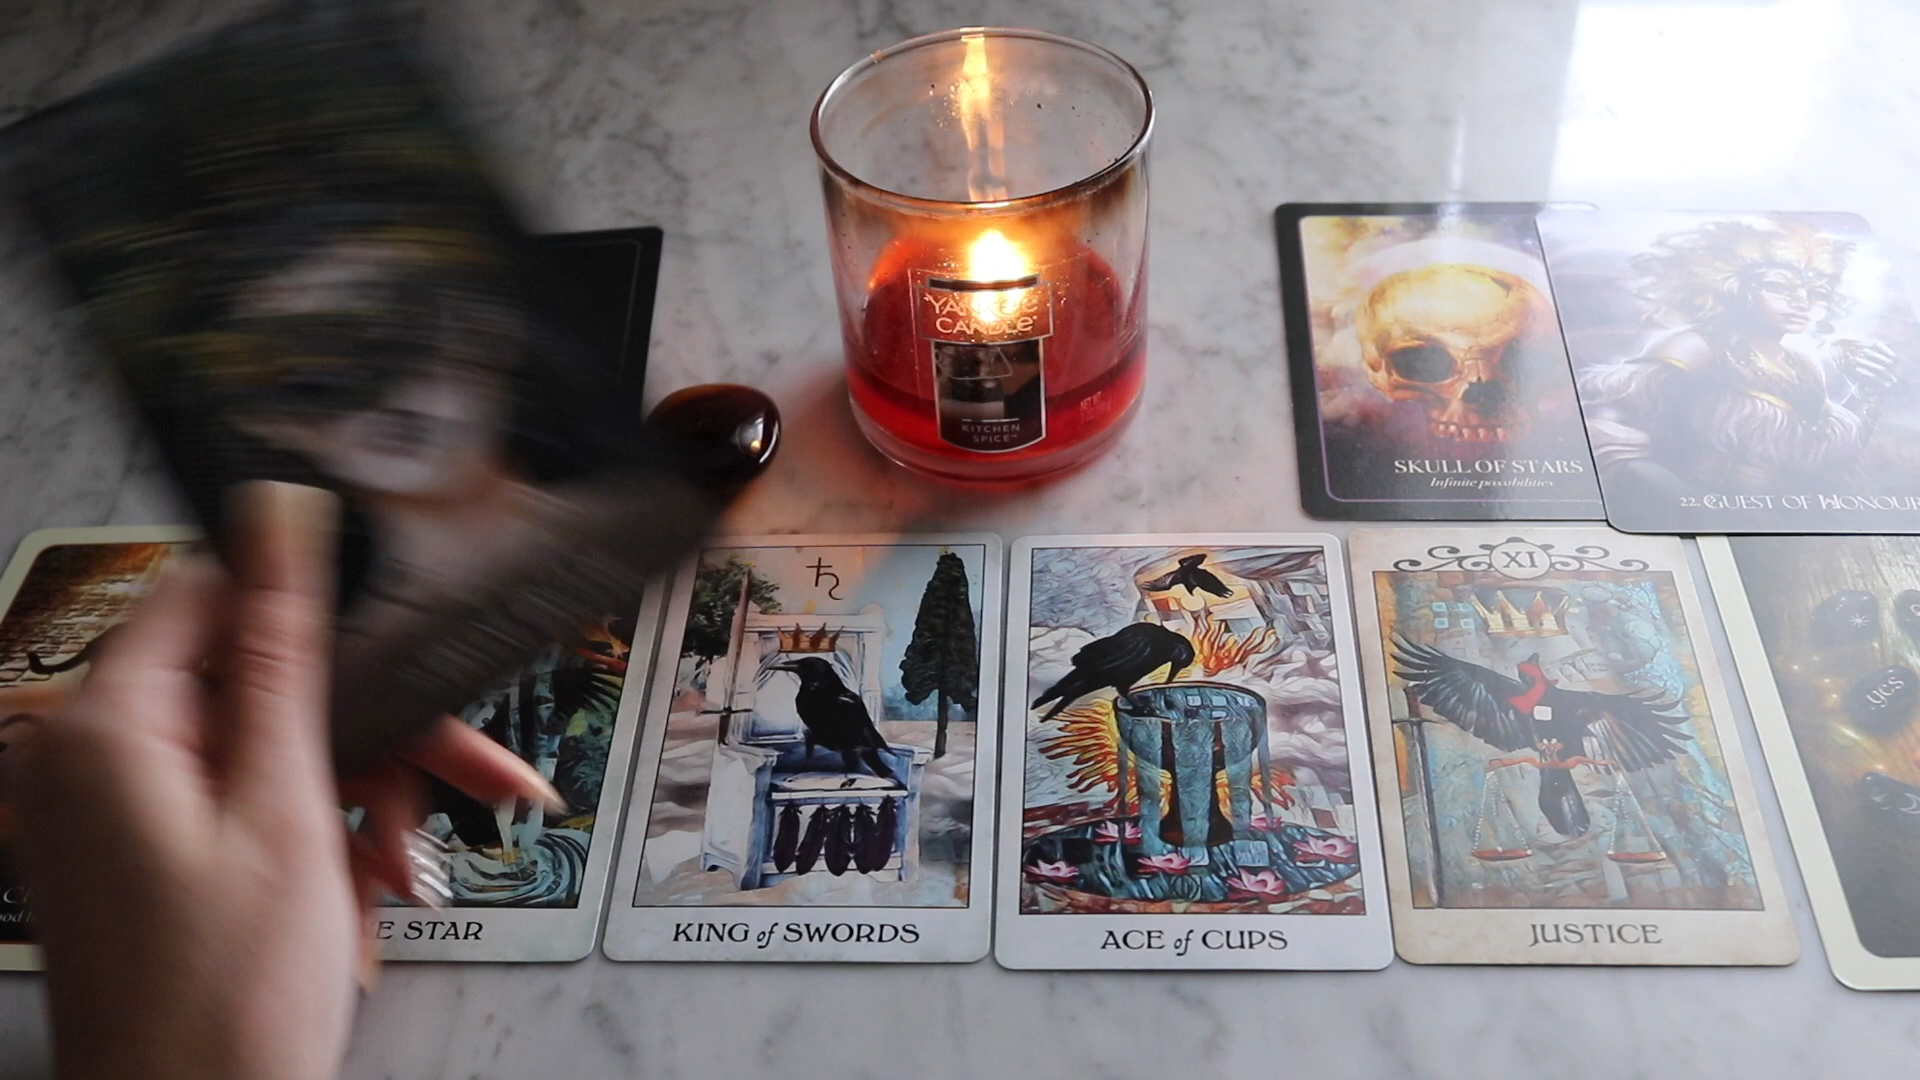 YANKEE
CANDLE®
KITCHEN
SPICE™
SKULL OF STARS
Infinite possibilities
22. GUEST OF HONOUR
XI
yes
E STAR
KING of SWORDS
ACE of CUPS
JUSTICE